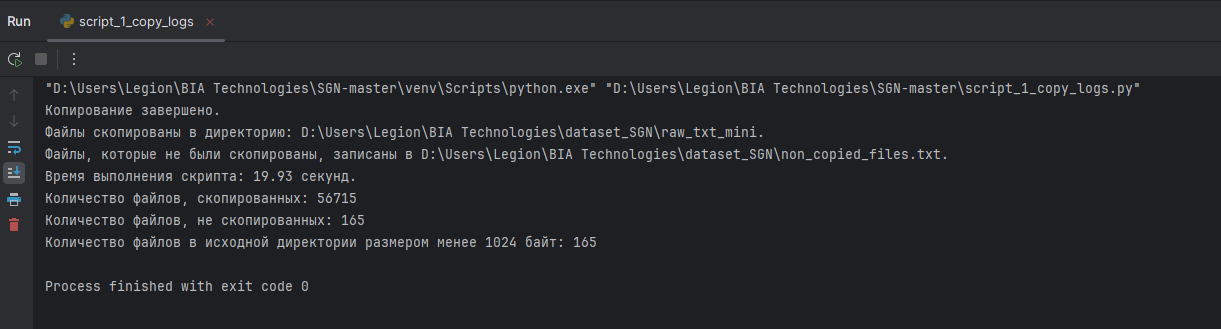 Run script_1_copy_logs
"D:\Users\Legion\BIA Technologies\SGN-master\venv\Scripts\python.exe" "D:\Users\Legion\BIA Technologies\SGN-master\script_1_copy_logs.py"
Копирование завершено.
Файлы скопированы в директорию: D:\Users\Legion\BIA Technologies\dataset_SGN\raw_txt_mini.
Файлы, которые не были скопированы, записаны в D:\Users\Legion\BIA Technologies\dataset_SGN\non_copied_files.txt.
Время выполнения скрипта: 19.93 секунд.
Количество файлов, скопированных: 56715
Количество файлов, не скопированных: 165
Количество файлов в исходной директории размером менее 1024 байт: 165
Process finished with exit code 0